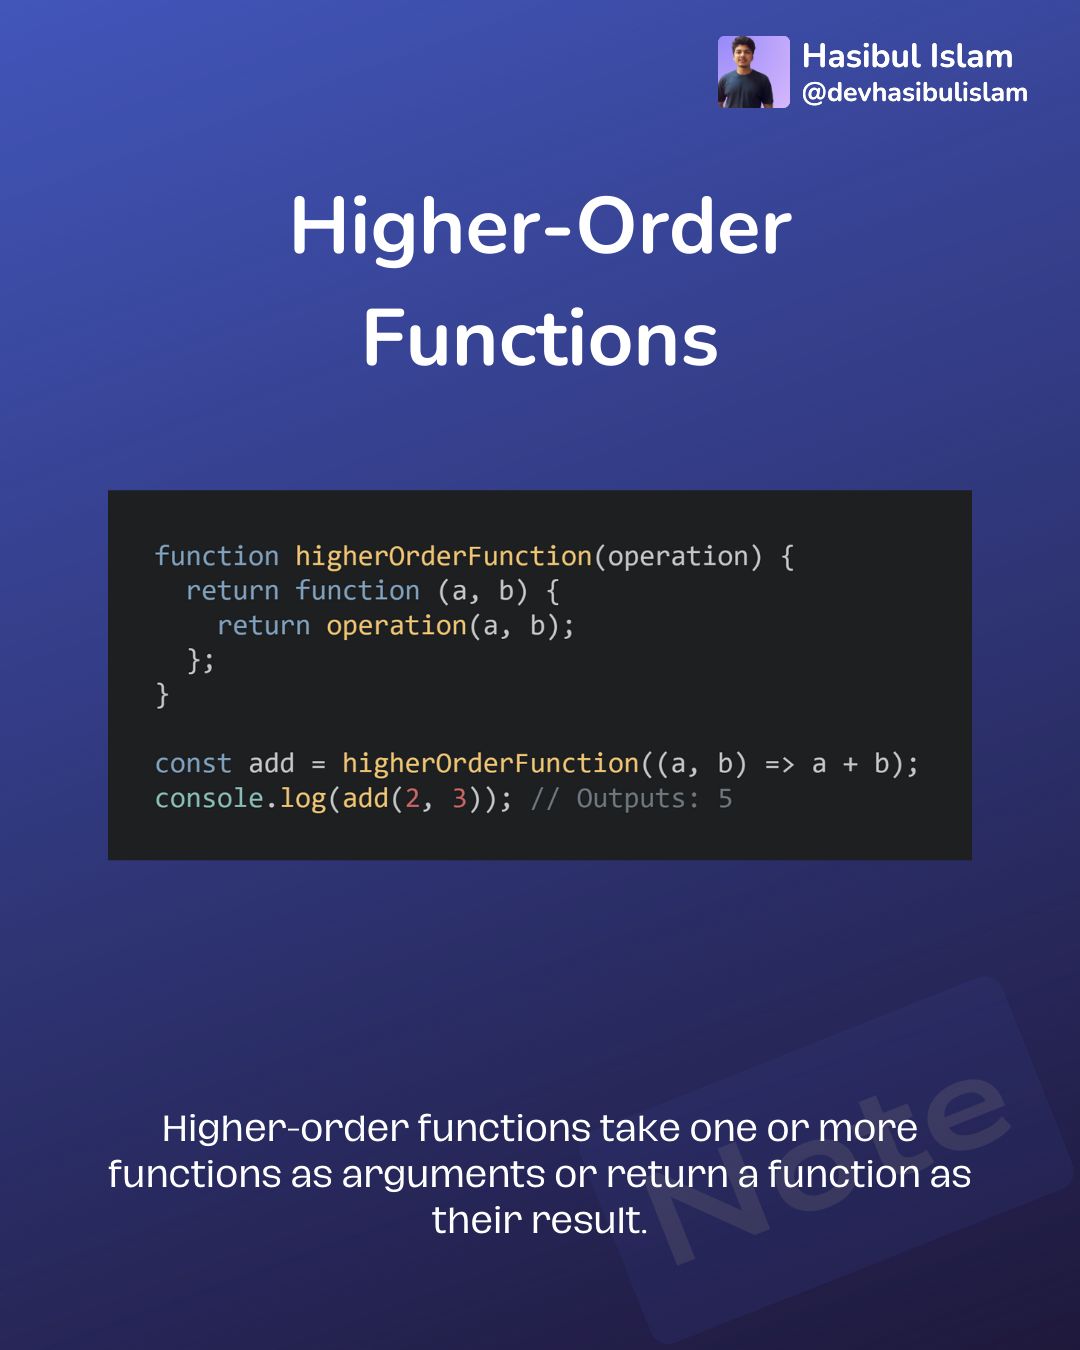 Hasibul Islam
@devhasibulislam
Higher-Order
Functions
function higherOrderFunction(operation) {
  return function (a, b) {
    return operation(a, b);
  };
}
const add = higherOrderFunction((a, b) => a + b);
console.log(add(2, 3)); // Outputs: 5
Higher-order functions take one or more
functions as arguments or return a function as
their result.
Note